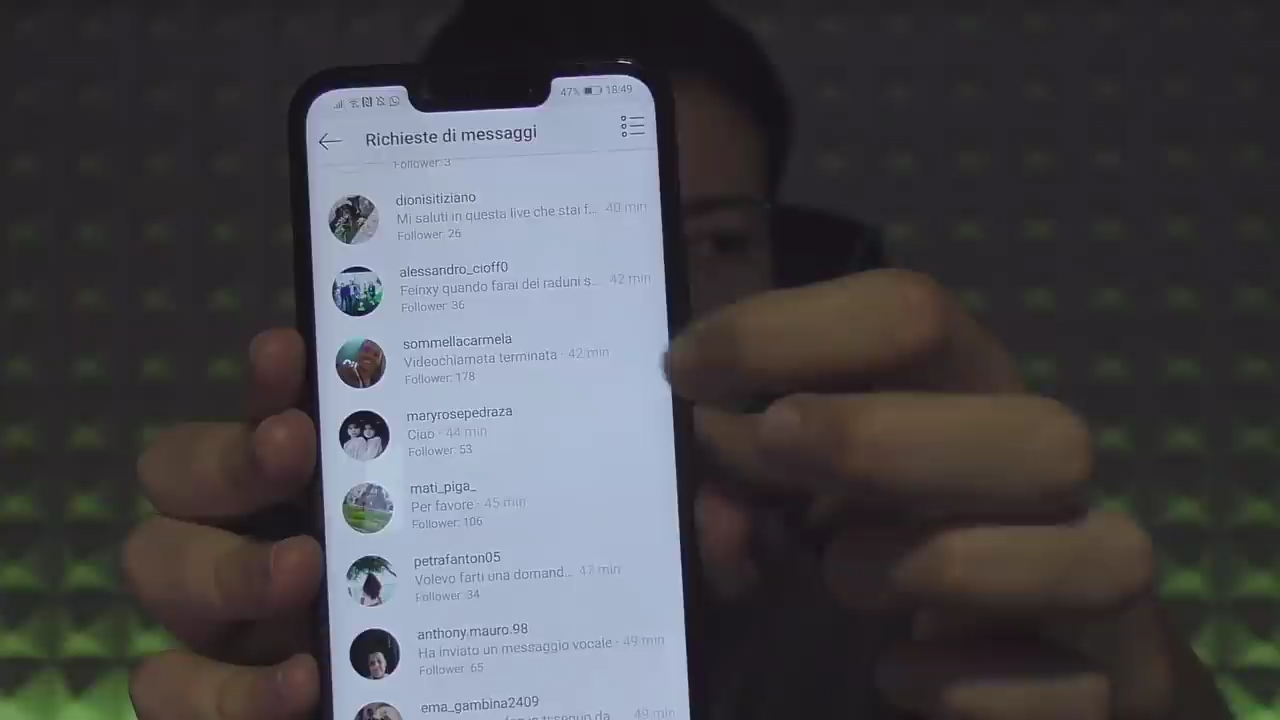 47% 18:49
Richieste di messaggi
Follower: 3
dionisitiziano
Mi saluti in questa live che stai f... 40 min
Follower: 26
alessandro_cioff0
Feinxy quando farai dei raduni s... 42 min
Follower: 36
sommellacarmela
Videochiamata terminata · 42 min
Follower: 178
maryrosepedraza
Ciao · 44 min
Follower: 53
mati_piga_
Per favore · 45 min
Follower: 106
petrafanton05
Volevo farti una domand... 47 min
Follower: 34
anthony.mauro.98
Ha inviato un messaggio vocale · 49 min
Follower: 65
ema_gambina2409
49 min